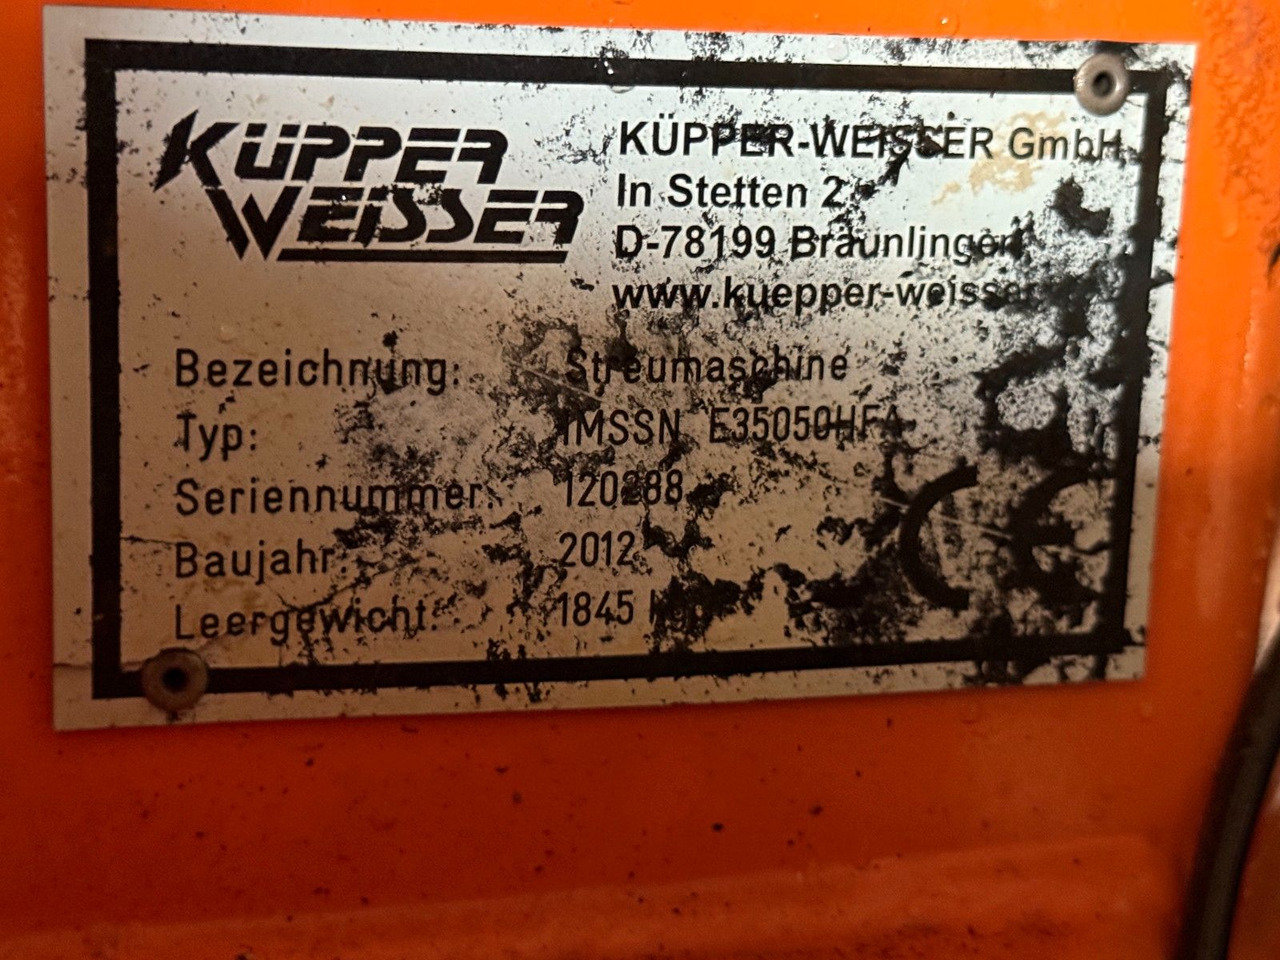 KÜPPER
WEISSER
KÜPPER-WEISSER GmbH
In Stetten 2
D-78199 Bräunlingen
www.kuepper-weisser
Bezeichnung: Streumaschine
Typ: IMSSN E35050HFA
Seriennummer: 120288
Baujahr: 2012
Leergewicht: 1845 kg
CE